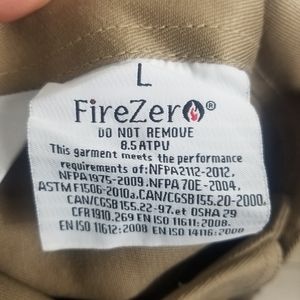 L
FireZero®
DO NOT REMOVE
8.5 ATPV
This garment meets the performance
requirements of:NFPA2112-2012,
NFPA1975-2009.NFPA 70E-2004,
ASTM F1506-2010a.CAN/CGSB155.20-2000.
CAN/CGSB155.22-97.et OSHA 29
CFR1910.269 EN ISO 11611:2008.
EN ISO 11612:2008 EN ISO 14116:2008